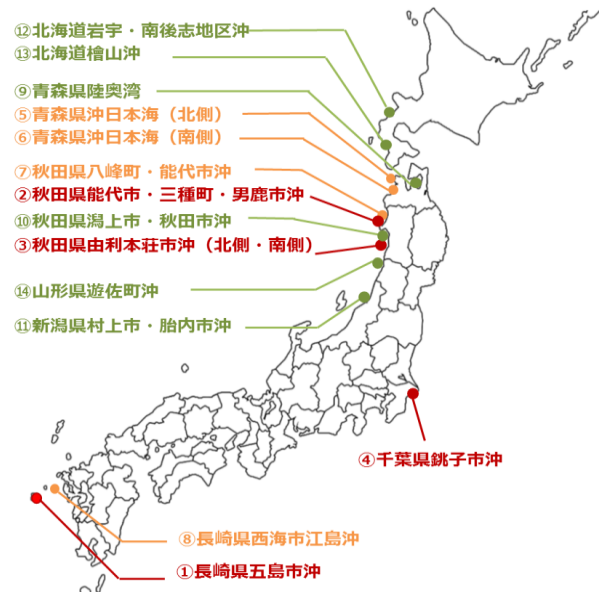 ⑫北海道岩宇・南後志地区沖
⑬北海道檜山沖
⑨青森県陸奥湾
⑤青森県沖日本海（北側）
⑥青森県沖日本海（南側）
⑦秋田県八峰町・能代市沖
②秋田県能代市・三種町・男鹿市沖
⑩秋田県潟上市・秋田市沖
③秋田県由利本荘市沖（北側・南側）
⑭山形県遊佐町沖
⑪新潟県村上市・胎内市沖
④千葉県銚子市沖
⑧長崎県西海市江島沖
①長崎県五島市沖